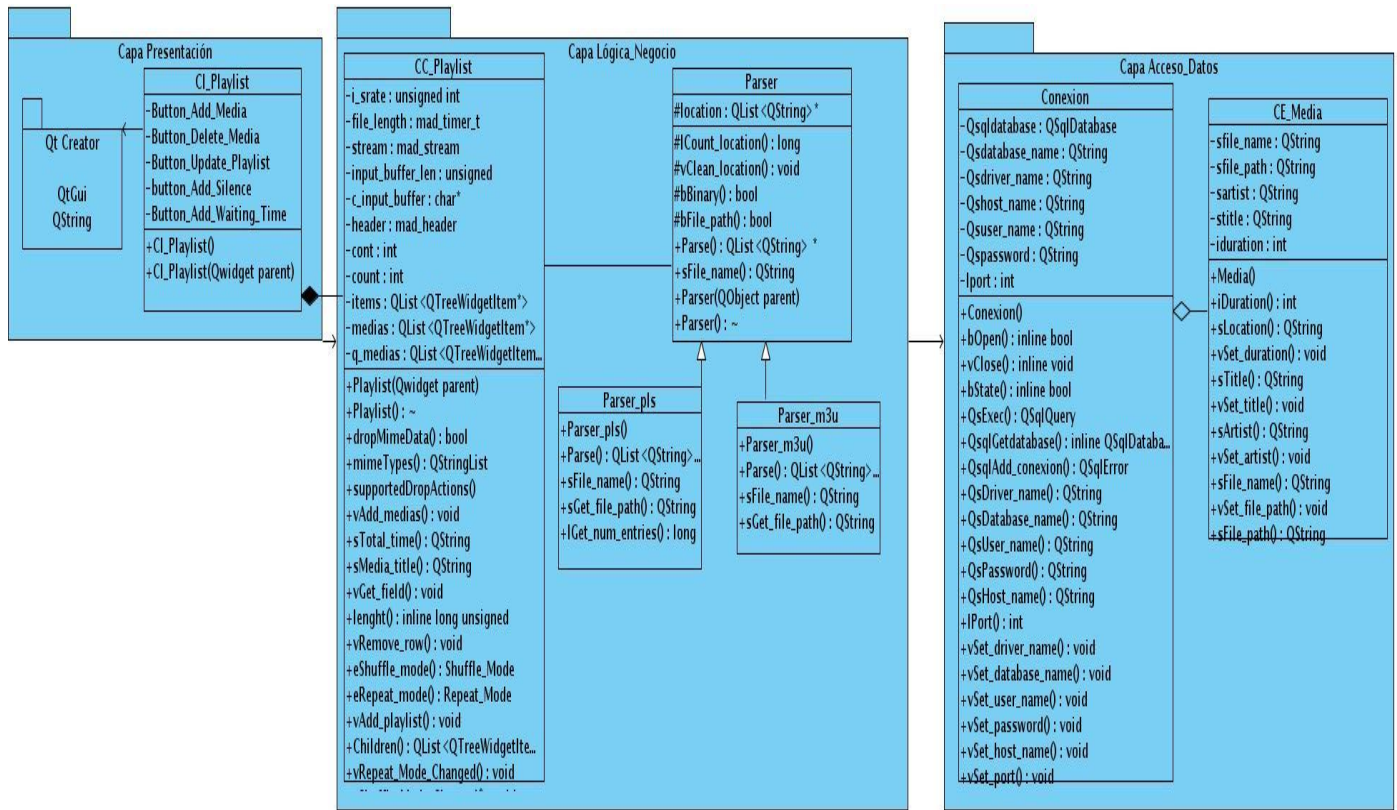 Capa Presentación
CI_Playlist
-Button_Add_Media
-Button_Delete_Media
-Button_Update_Playlist
-button_Add_Silence
-Button_Add_Waiting_Time
+CI_Playlist()
+CI_Playlist(Qwidget parent)
Qt Creator
QtGui
QString
Capa Lógica_Negocio
CC_Playlist
-i_srate : unsigned int
-file_length : mad_timer_t
-stream : mad_stream
-input_buffer_len : unsigned
-c_input_buffer : char*
-header : mad_header
-cont : int
-count : int
-items : QList <QTreeWidgetItem*>
-medias : QList <QTreeWidgetItem*>
-q_medias : QList <QTreeWidgetItem...
+Playlist(Qwidget parent)
+Playlist() : ~
+dropMimeData() : bool
+mimeTypes() : QStringList
+supportedDropActions()
+vAdd_medias() : void
+sTotal_time() : QString
+sMedia_title() : QString
+vGet_field() : void
+lenght() : inline long unsigned
+vRemove_row() : void
+eShuffle_mode() : Shuffle_Mode
+eRepeat_mode() : Repeat_Mode
+vAdd_playlist() : void
+Children() : QList <QTreeWidgetIte...
+vRepeat_Mode_Changed() : void
Parser
#location : QList <QString> *
#lCount_location() : long
#vClean_location() : void
#bBinary() : bool
#bFile_path() : bool
+Parse() : QList <QString> *
+sFile_name() : QString
+Parser(QObject parent)
+Parser() : ~
Parser_pls
+Parser_pls()
+Parse() : QList <QString>...
+sFile_name() : QString
+sGet_file_path() : QString
+lGet_num_entries() : long
Parser_m3u
+Parser_m3u()
+Parse() : QList <QString>...
+sFile_name() : QString
+sGet_file_path() : QString
Capa Acceso_Datos
Conexion
-Qsqldatabase : QSqlDatabase
-Qsdatabase_name : QString
-Qsdriver_name : QString
-Qshost_name : QString
-Qsuser_name : QString
-Qspassword : QString
-Iport : int
+Conexion()
+bOpen() : inline bool
+vClose() : inline void
+bState() : inline bool
+QsExec() : QSqlQuery
+QsqlGetdatabase() : inline QSqlDataba...
+QsqlAdd_conexion() : QSqlError
+QsDriver_name() : QString
+QsDatabase_name() : QString
+QsUser_name() : QString
+QsPassword() : QString
+QsHost_name() : QString
+IPort() : int
+vSet_driver_name() : void
+vSet_database_name() : void
+vSet_user_name() : void
+vSet_password() : void
+vSet_host_name() : void
+vSet_port() : void
CE_Media
-sfile_name : QString
-sfile_path : QString
-sartist : QString
-stitle : QString
-iduration : int
+Media()
+iDuration() : int
+sLocation() : QString
+vSet_duration() : void
+sTitle() : QString
+vSet_title() : void
+sArtist() : QString
+vSet_artist() : void
+sFile_name() : QString
+vSet_file_path() : void
+sFile_path() : QString